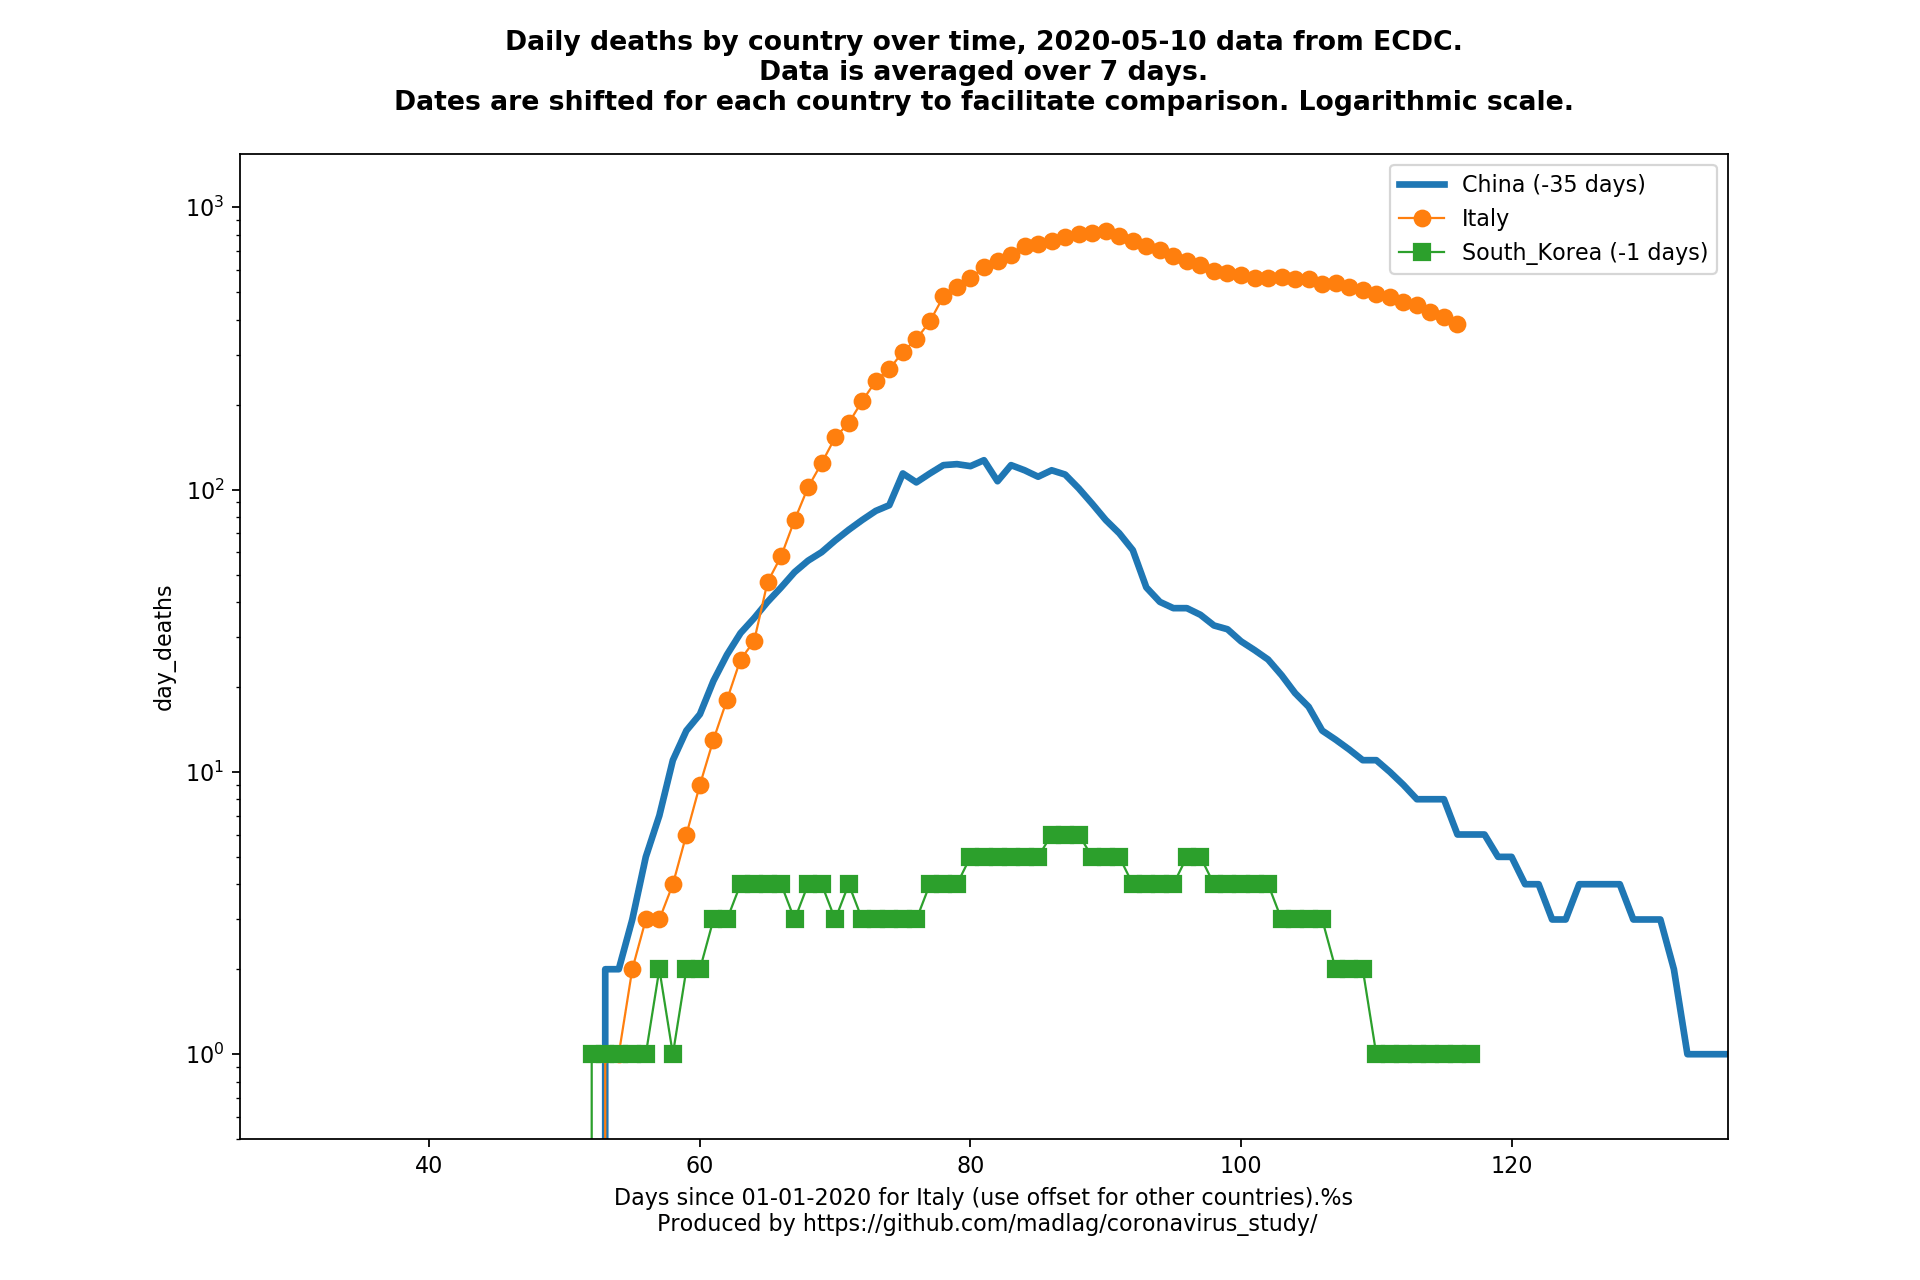 Daily deaths by country over time, 2020-05-10 data from ECDC.
Data is averaged over 7 days.
Dates are shifted for each country to facilitate comparison. Logarithmic scale.
China (-35 days)
Italy
South_Korea (-1 days)
10³
10²
10¹
10⁰
day_deaths
40 60 80 100 120
Days since 01-01-2020 for Italy (use offset for other countries).%s
Produced by https://github.com/madlag/coronavirus_study/